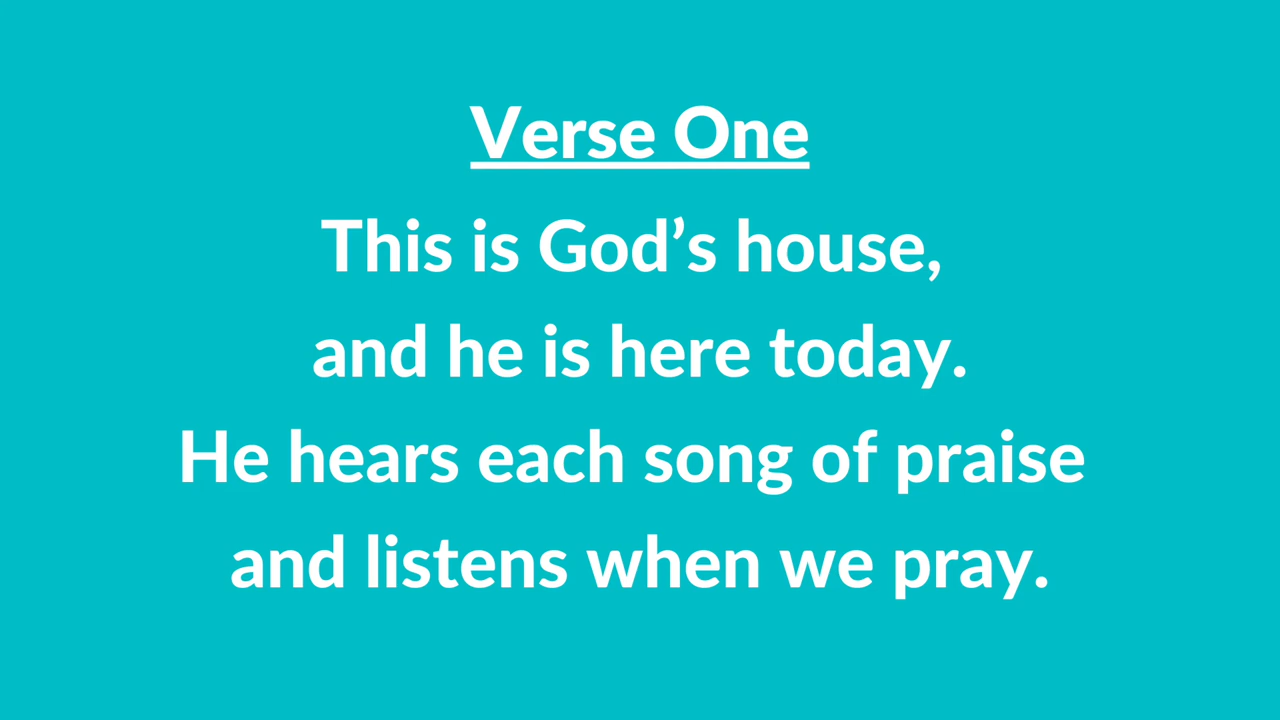 Verse One
This is God’s house,
and he is here today.
He hears each song of praise
and listens when we pray.